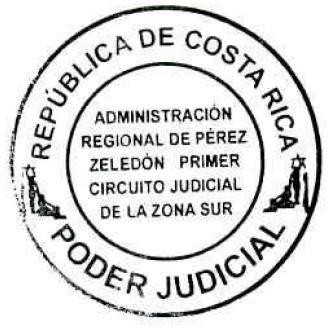 REPÚBLICA DE COSTA RICA
ADMINISTRACIÓN
REGIONAL DE PÉREZ
ZELEDÓN PRIMER
CIRCUITO JUDICIAL
DE LA ZONA SUR
PODER JUDICIAL